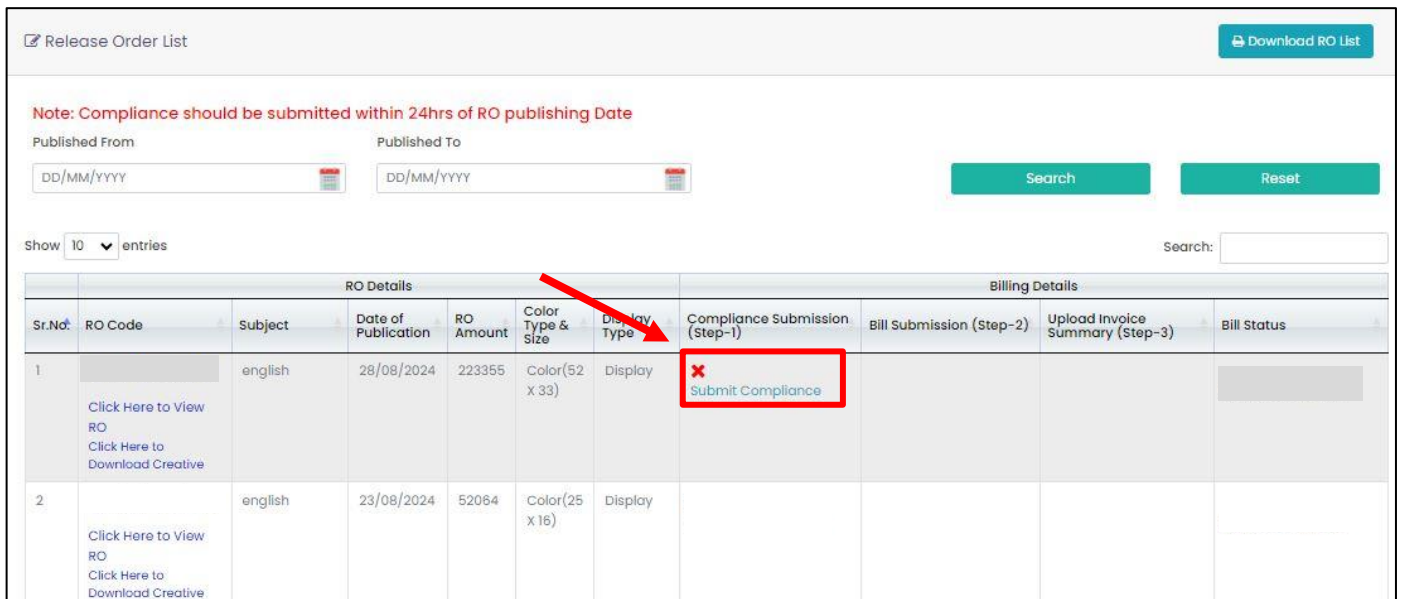 Release Order List
Download RO List
Note: Compliance should be submitted within 24hrs of RO publishing Date
Published From Published To
DD/MM/YYYY DD/MM/YYYY Search Reset
Show 10 entries Search:
RO Details Billing Details
Sr.No. RO Code Subject Date of Publication RO Amount Color Type & Size Display Type Compliance Submission (Step-1) Bill Submission (Step-2) Upload Invoice Summary (Step-3) Bill Status
1 english 28/08/2024 223355 Color(52 X 33) Display
Submit Compliance
Click Here to View
RO
Click Here to
Download Creative
2 english 23/08/2024 52064 Color(25 X 16) Display
Click Here to View
RO
Click Here to
Download Creative